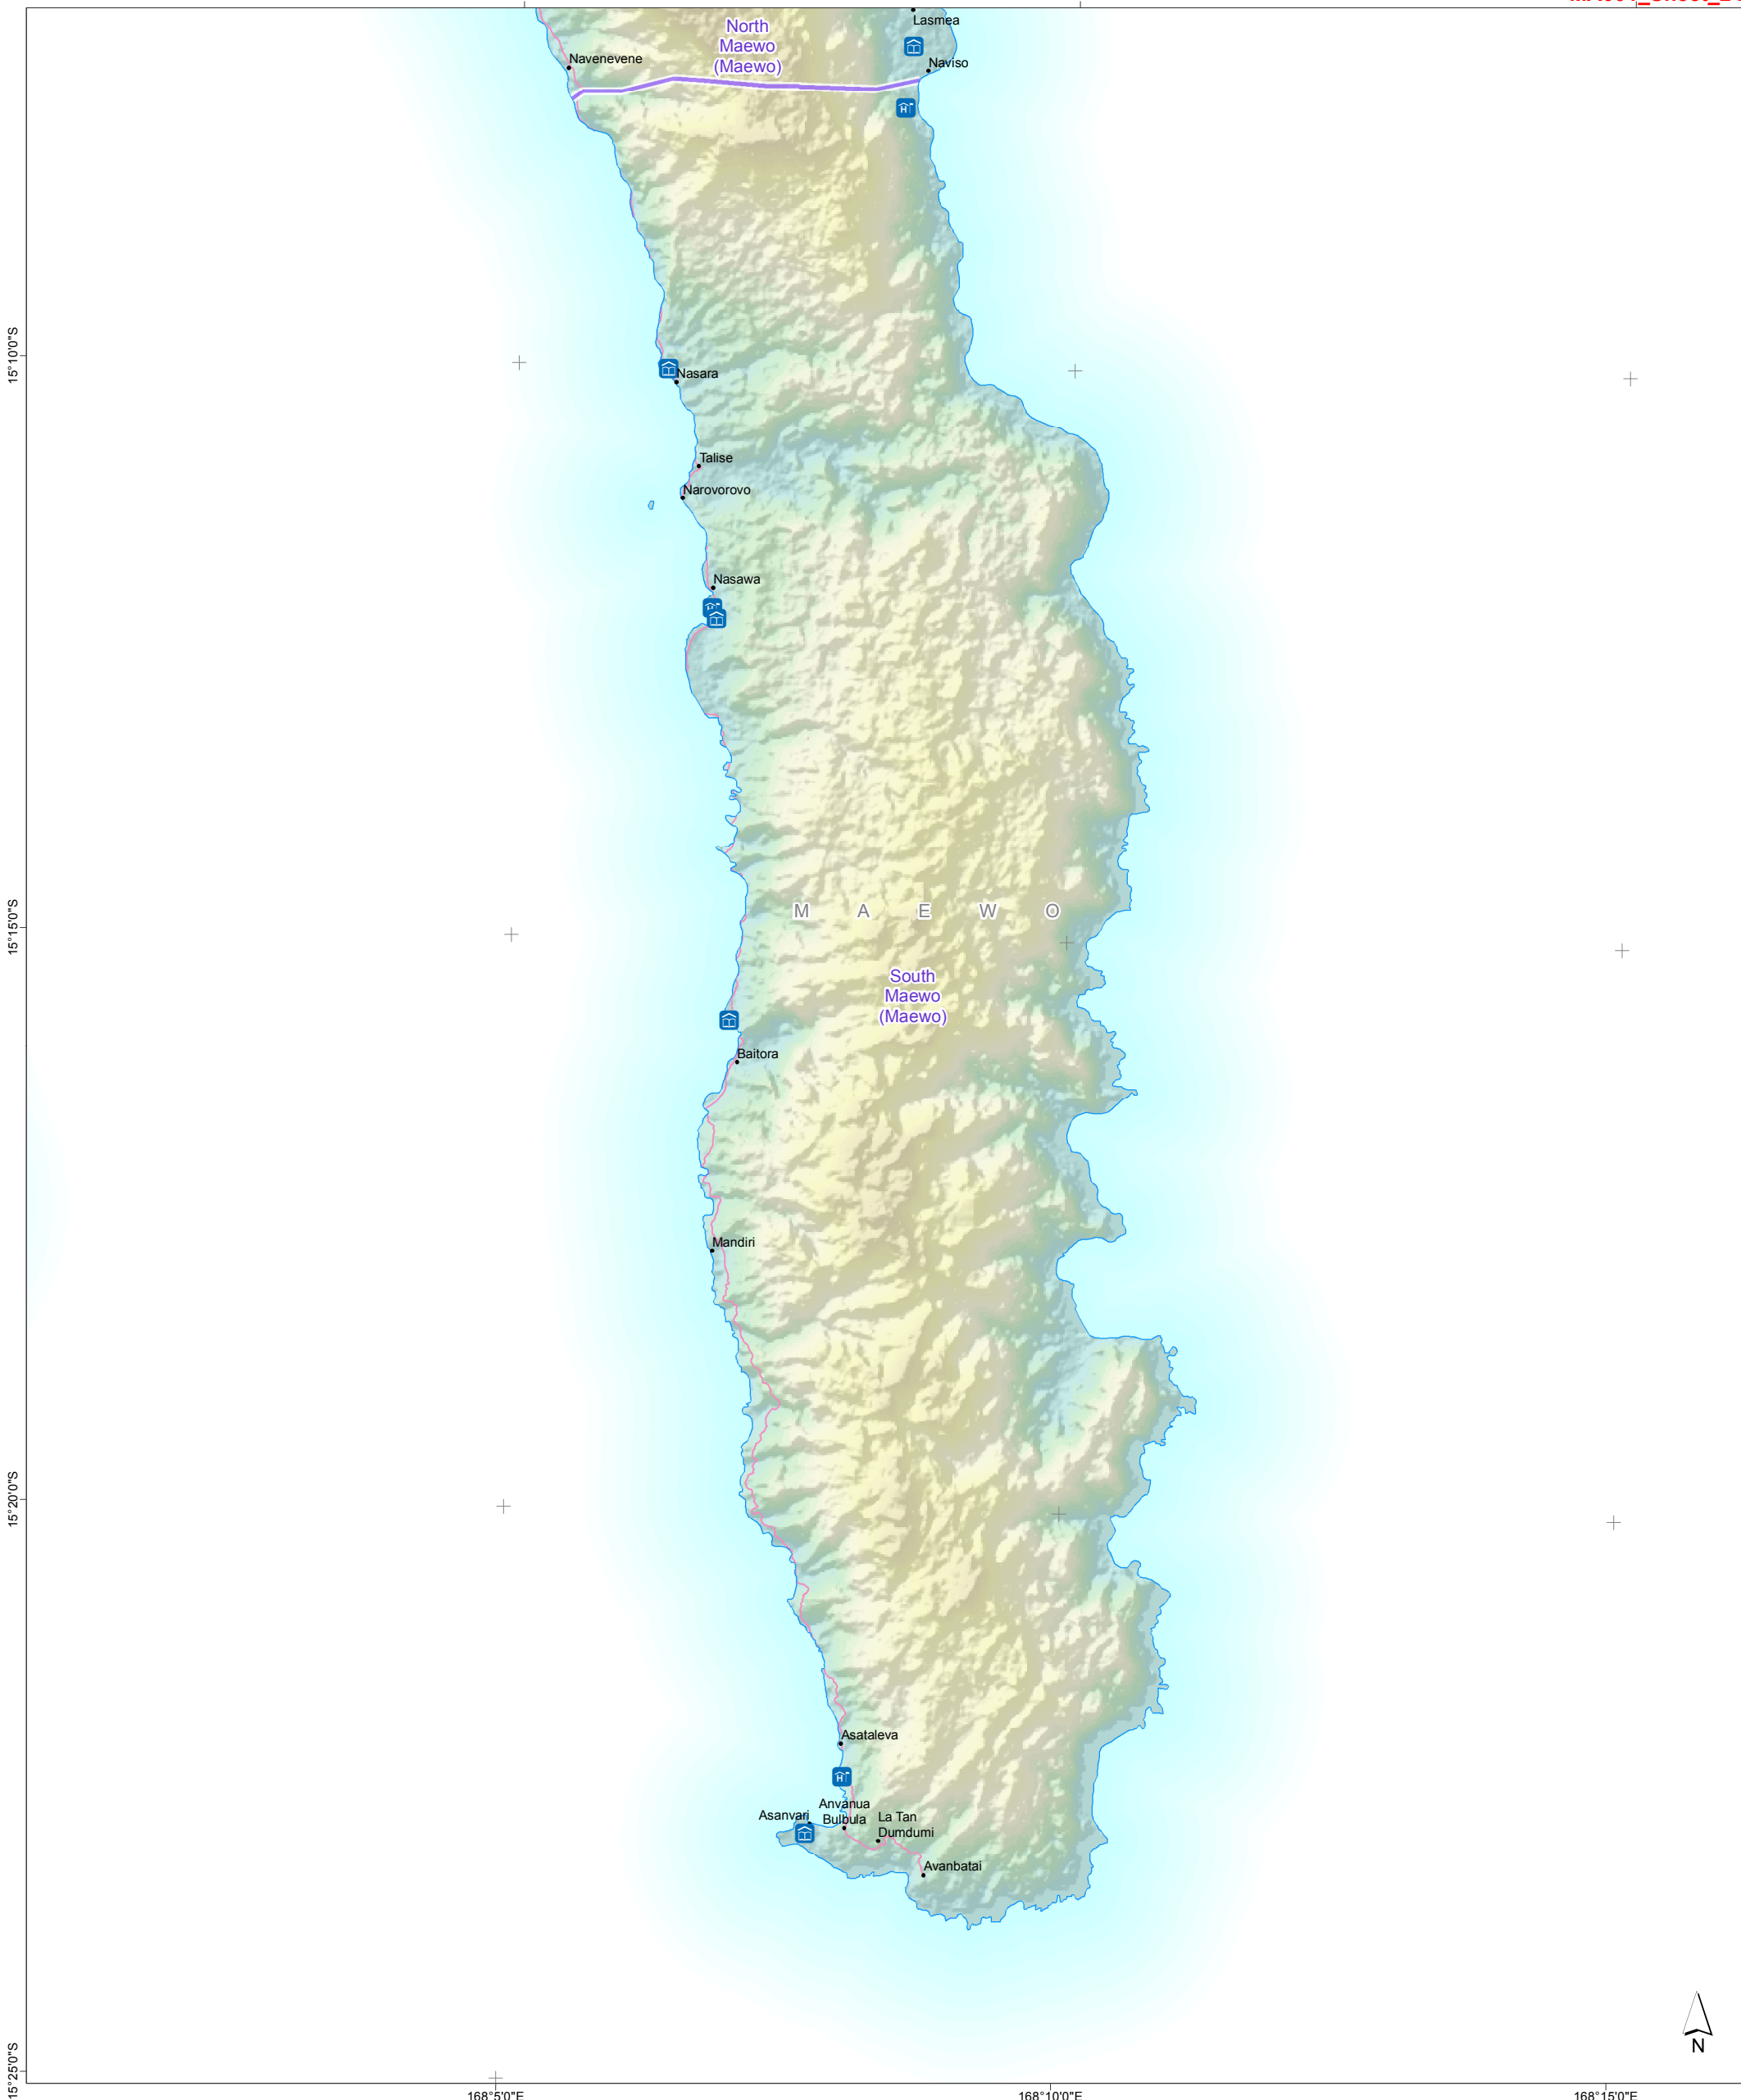 Lasmea
North
Maewo
(Maewo)
Navenevene
Naviso
15°10'0"S
Nasara
Talise
Narovorovo
Nasawa
M A E W O
15°15'0"S
South
Maewo
(Maewo)
Baitora
Mandiri
15°20'0"S
Asataleva
Anvanua
Bulbula
Asanvari
La Tan
Dumdumi
Avanbatai
N
15°25'0"S
168°5'0"E
168°10'0"E
168°15'0"E